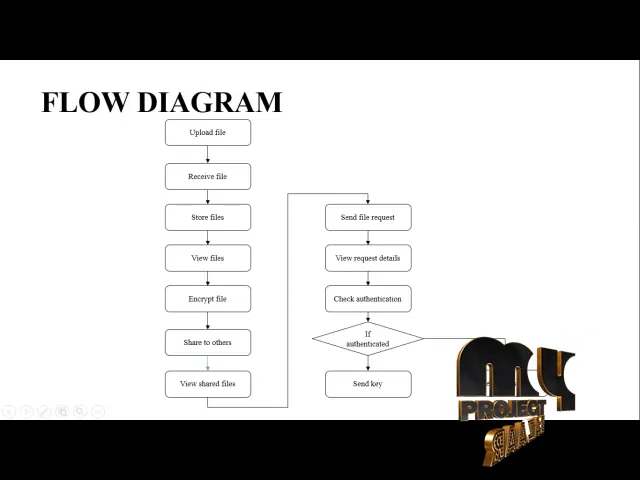 FLOW DIAGRAM
Upload file
Receive file
Store files
View files
Encrypt file
Share to others
View shared files
Send file request
View request details
Check authentication
If
authenticated
Send key
my
PROJECT